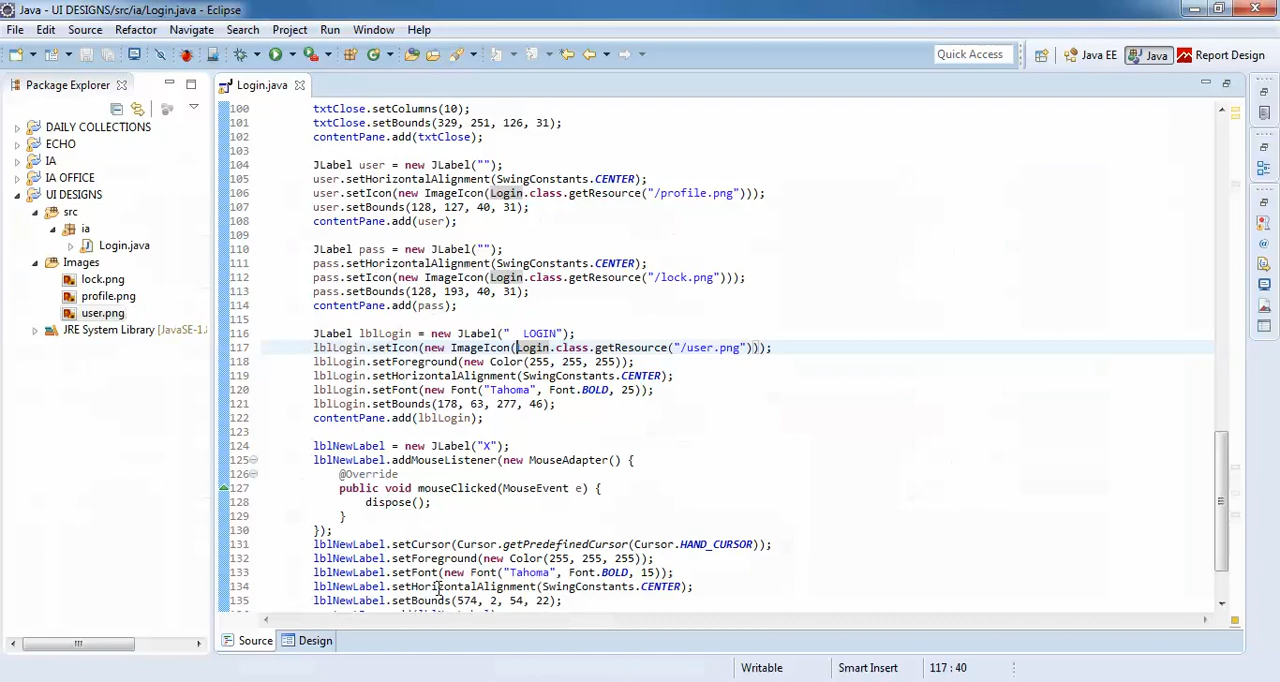 Java - UI DESIGNS/src/ia/Login.java - Eclipse
File Edit Source Refactor Navigate Search Project Run Window Help
Quick Access Java EE Java Report Design
Package Explorer
Login.java
DAILY COLLECTIONS
ECHO
IA
IA OFFICE
UI DESIGNS
src
ia
Login.java
Images
lock.png
profile.png
user.png
JRE System Library [JavaSE-1.8
100 txtClose.setColumns(10);
101 txtClose.setBounds(329, 251, 126, 31);
102 contentPane.add(txtClose);
103
104 JLabel user = new JLabel("");
105 user.setHorizontalAlignment(SwingConstants.CENTER);
106 user.setIcon(new ImageIcon(Login.class.getResource("/profile.png")));
107 user.setBounds(128, 127, 40, 31);
108 contentPane.add(user);
109
110 JLabel pass = new JLabel("");
111 pass.setHorizontalAlignment(SwingConstants.CENTER);
112 pass.setIcon(new ImageIcon(Login.class.getResource("/lock.png")));
113 pass.setBounds(128, 193, 40, 31);
114 contentPane.add(pass);
115
116 JLabel lblLogin = new JLabel("  LOGIN");
117 lblLogin.setIcon(new ImageIcon(Login.class.getResource("/user.png")));
118 lblLogin.setForeground(new Color(255, 255, 255));
119 lblLogin.setHorizontalAlignment(SwingConstants.CENTER);
120 lblLogin.setFont(new Font("Tahoma", Font.BOLD, 25));
121 lblLogin.setBounds(178, 63, 277, 46);
122 contentPane.add(lblLogin);
123
124 lblNewLabel = new JLabel("X");
125 lblNewLabel.addMouseListener(new MouseAdapter() {
126 @Override
127 public void mouseClicked(MouseEvent e) {
128 dispose();
129 }
130 });
131 lblNewLabel.setCursor(Cursor.getPredefinedCursor(Cursor.HAND_CURSOR));
132 lblNewLabel.setForeground(new Color(255, 255, 255));
133 lblNewLabel.setFont(new Font("Tahoma", Font.BOLD, 15));
134 lblNewLabel.setHorizontalAlignment(SwingConstants.CENTER);
135 lblNewLabel.setBounds(574, 2, 54, 22);
Source Design
Writable Smart Insert 117 : 40